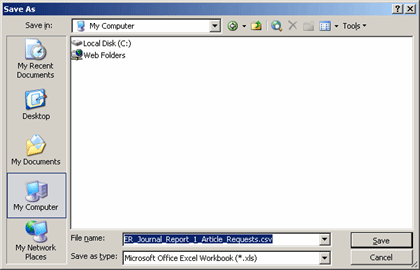 Save As
Save in:
My Computer
Tools
Local Disk (C:)
Web Folders
My Recent
Documents
Desktop
My Documents
My Computer
My Network
Places
File name:
ER_Journal_Report_1_Article_Requests.csv
Save
Save as type:
Microsoft Office Excel Workbook (*.xls)
Cancel